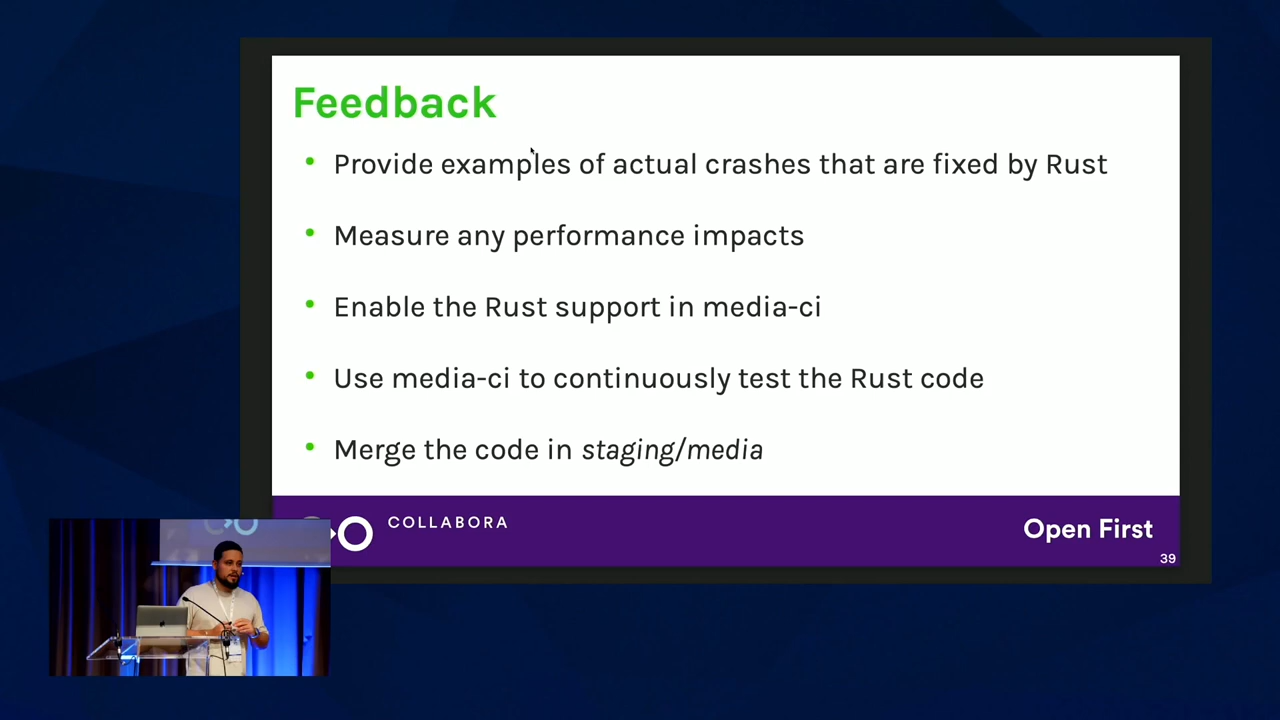 Feedback
Provide examples of actual crashes that are fixed by Rust
Measure any performance impacts
Enable the Rust support in media-ci
Use media-ci to continuously test the Rust code
Merge the code in staging/media
COLLABORA
Open First
39